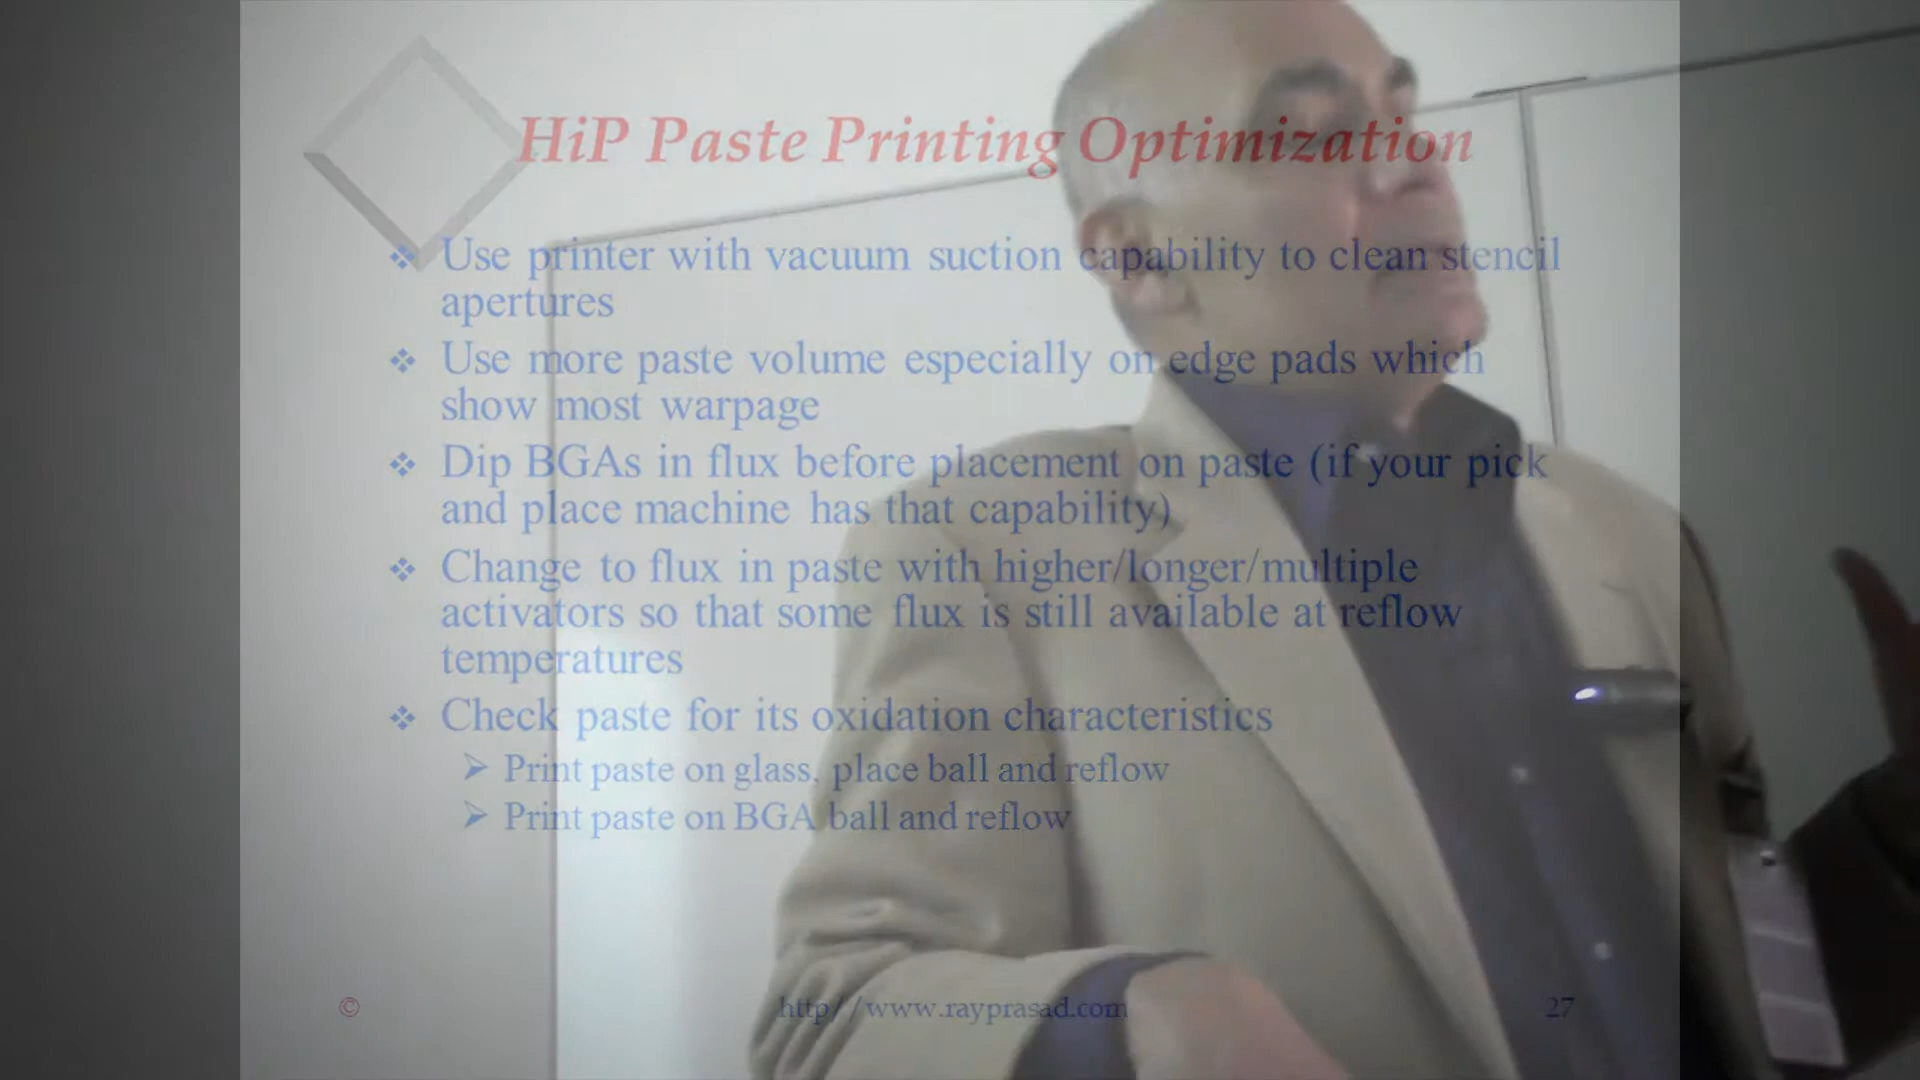 HiP Paste Printing Optimization
❖ Use printer with vacuum suction capability to clean stencil
apertures
❖ Use more paste volume especially on edge pads which
show most warpage
❖ Dip BGAs in flux before placement on paste (if your pick
and place machine has that capability)
❖ Change to flux in paste with higher/longer/multiple
activators so that some flux is still available at reflow
temperatures
❖ Check paste for its oxidation characteristics
➢ Print paste on glass, place ball and reflow
➢ Print paste on BGA ball and reflow
© http//www.rayprasad.com 27